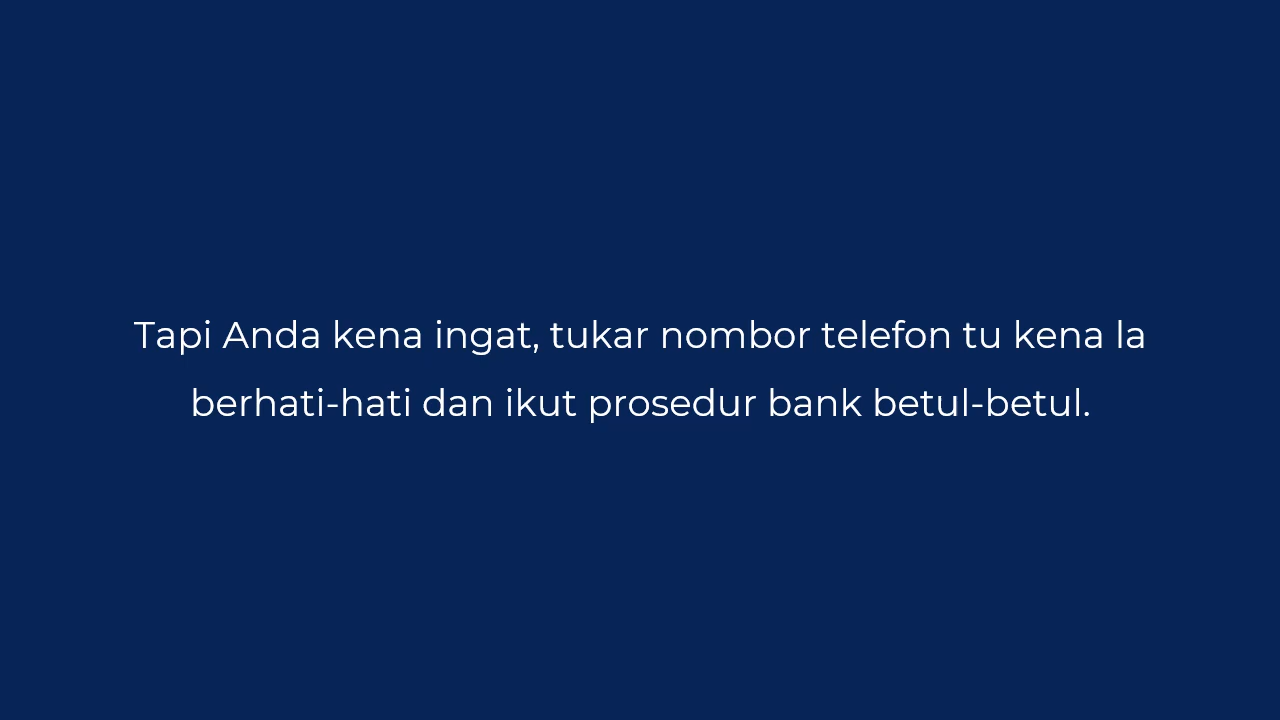 Tapi Anda kena ingat, tukar nombor telefon tu kena la
berhati-hati dan ikut prosedur bank betul-betul.